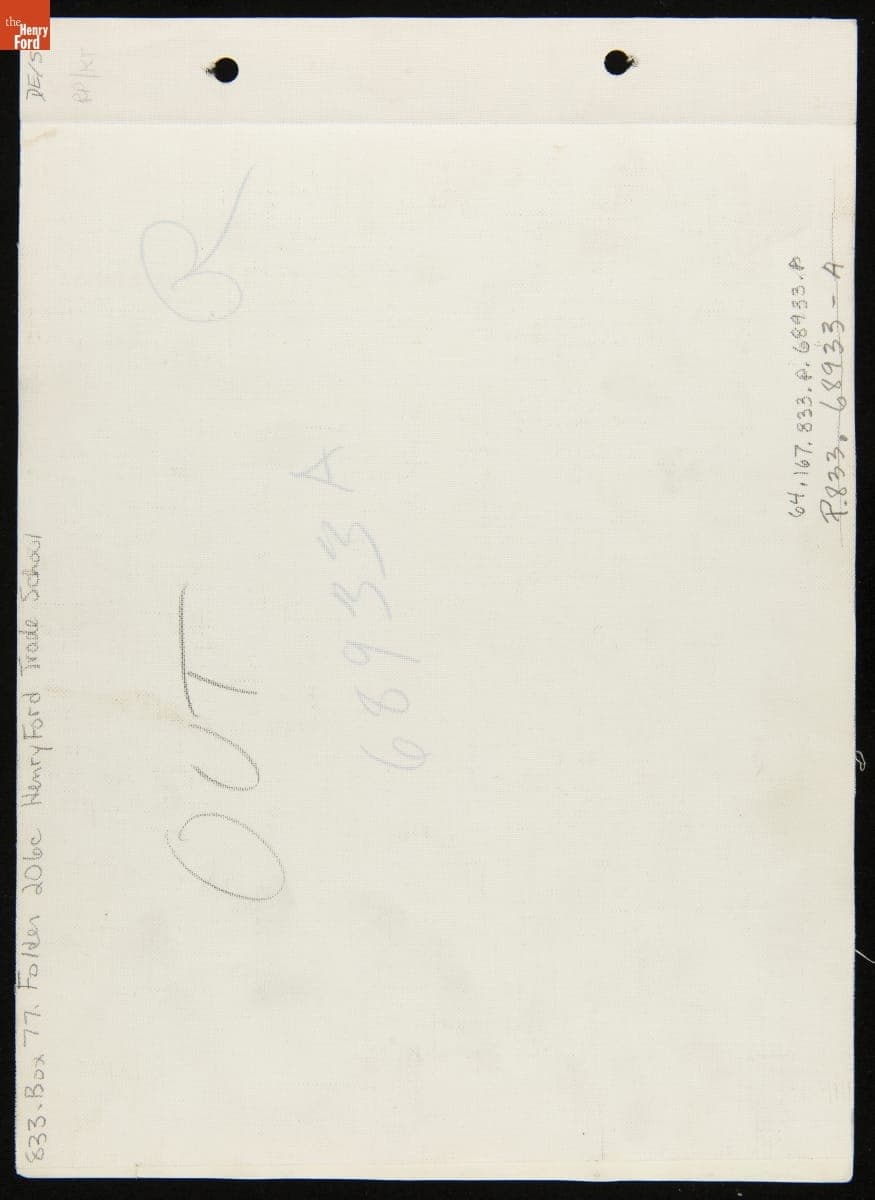 the
Henry
Ford
833. Box 77. Folder 206c Henry Ford Trade School
OUT
68933 A
64.167.833.P.68933.A
P.833. 68933-A